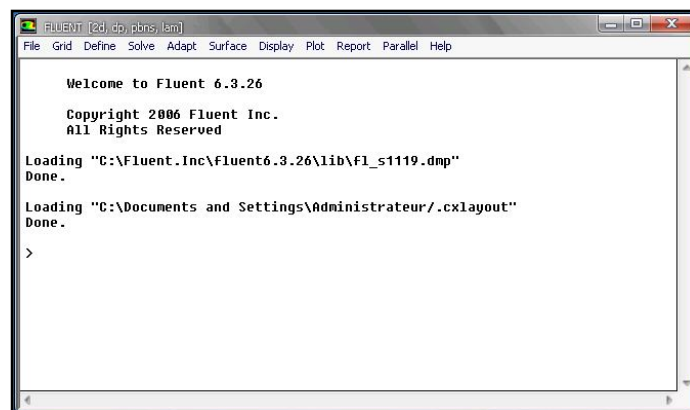 FLUENT [2d, dp, pbns, lam]
File Grid Define Solve Adapt Surface Display Plot Report Parallel Help
Welcome to Fluent 6.3.26
Copyright 2006 Fluent Inc.
All Rights Reserved
Loading "C:\Fluent.Inc\fluent6.3.26\lib\fl_s1119.dmp"
Done.
Loading "C:\Documents and Settings\Administrateur/.cxlayout"
Done.
>